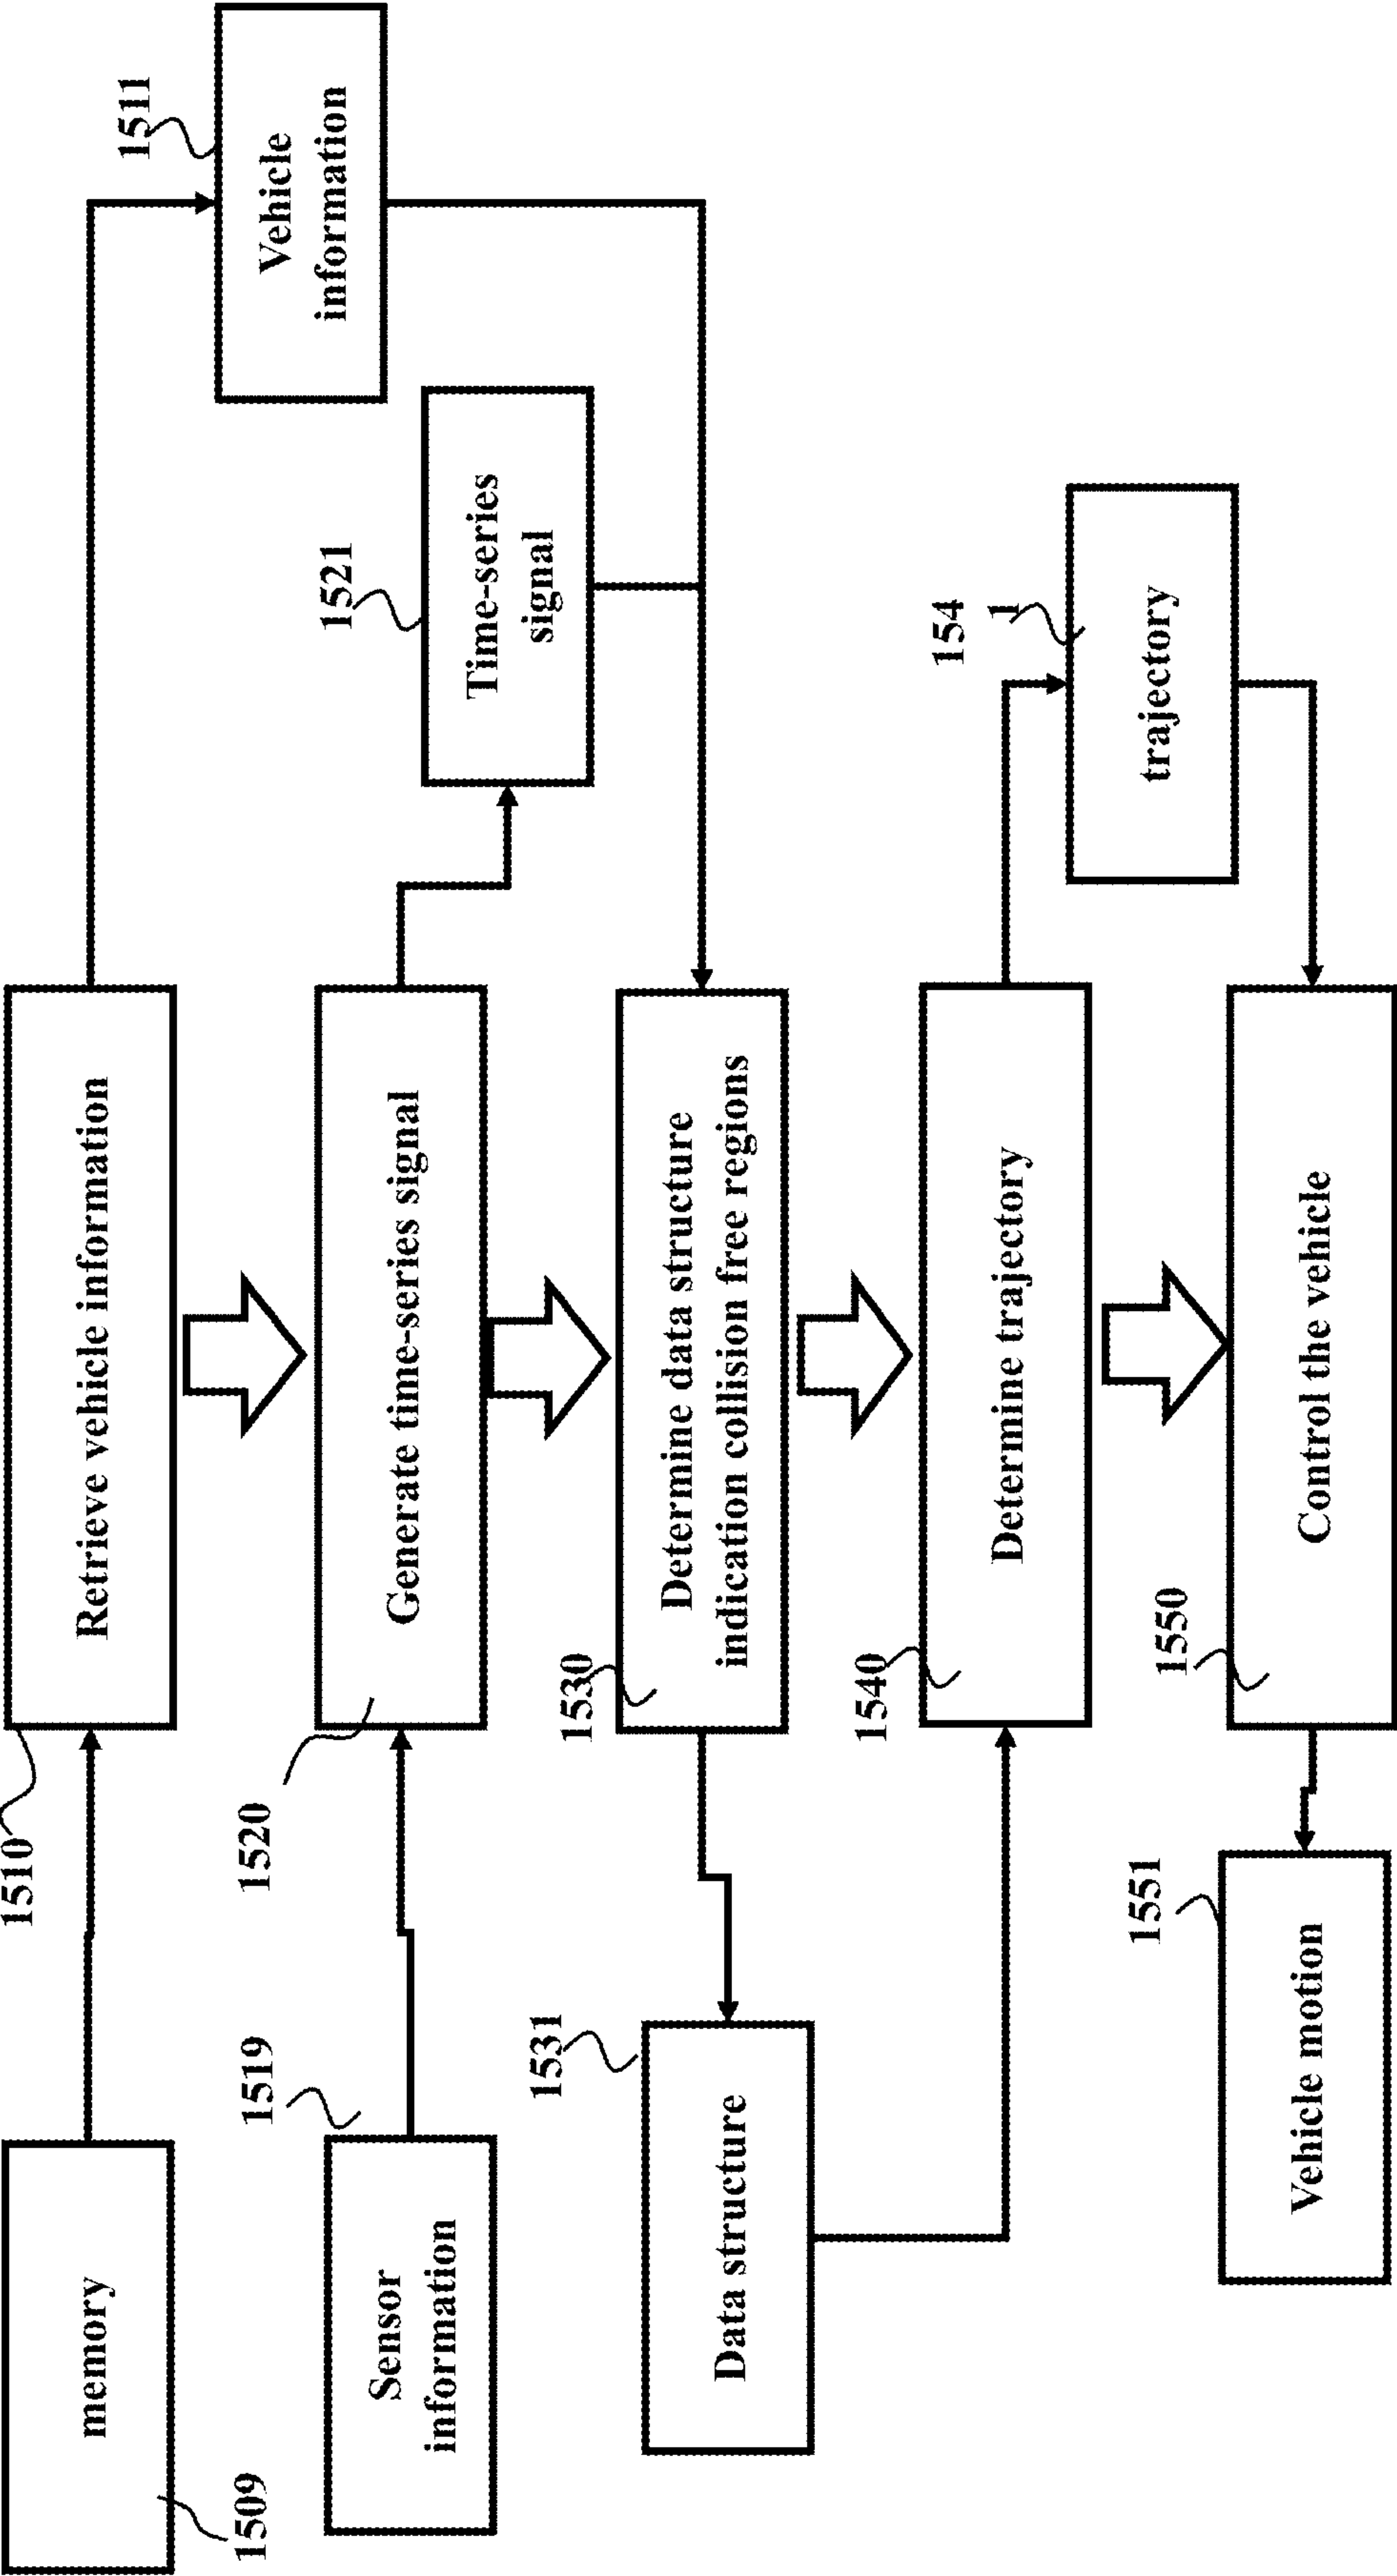 1509
memory
1510
Retrieve vehicle information
1511
Vehicle
information
1519
Sensor
information
1520
Generate time-series signal
1521
Time-series
signal
1530
Determine data structure
indication collision free regions
1531
Data structure
1540
Determine trajectory
154
1
trajectory
1550
Control the vehicle
1551
Vehicle motion